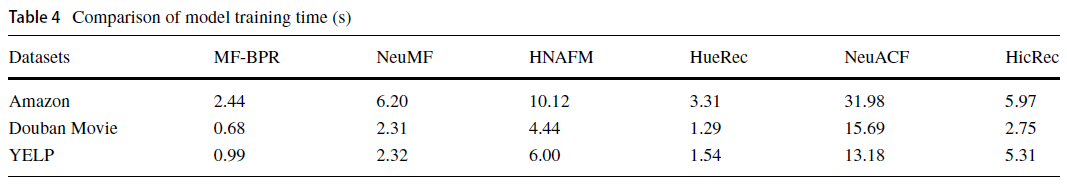 Table 4 Comparison of model training time (s)
Datasets MF-BPR NeuMF HNAFM HueRec NeuACF HicRec
Amazon 2.44 6.20 10.12 3.31 31.98 5.97
Douban Movie 0.68 2.31 4.44 1.29 15.69 2.75
YELP 0.99 2.32 6.00 1.54 13.18 5.31